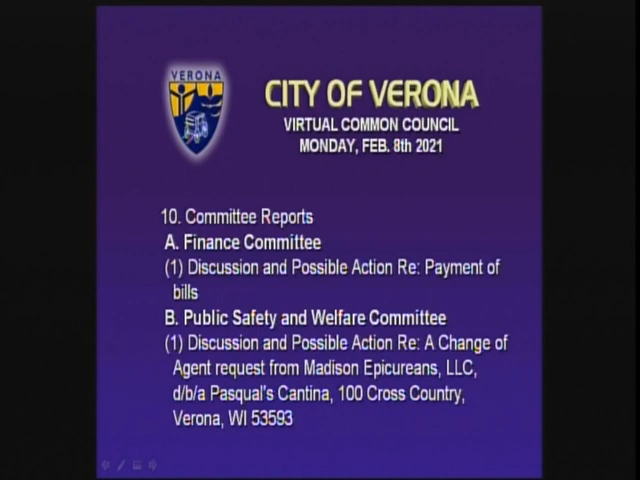 VERONA
CITY OF VERONA
VIRTUAL COMMON COUNCIL
MONDAY, FEB. 8th 2021
10. Committee Reports
A. Finance Committee
(1) Discussion and Possible Action Re: Payment of
bills
B. Public Safety and Welfare Committee
(1) Discussion and Possible Action Re: A Change of
Agent request from Madison Epicureans, LLC,
d/b/a Pasqual's Cantina, 100 Cross Country,
Verona, WI 53593